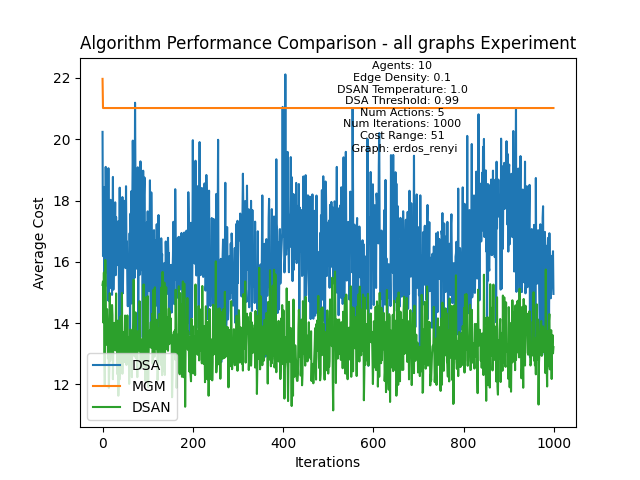 Algorithm Performance Comparison - all graphs Experiment
Agents: 10
Edge Density: 0.1
DSAN Temperature: 1.0
DSA Threshold: 0.99
Num Actions: 5
Num Iterations: 1000
Cost Range: 51
Graph: erdos_renyi
22
20
18
16
14
12
Average Cost
DSA
MGM
DSAN
0 200 400 600 800 1000
Iterations